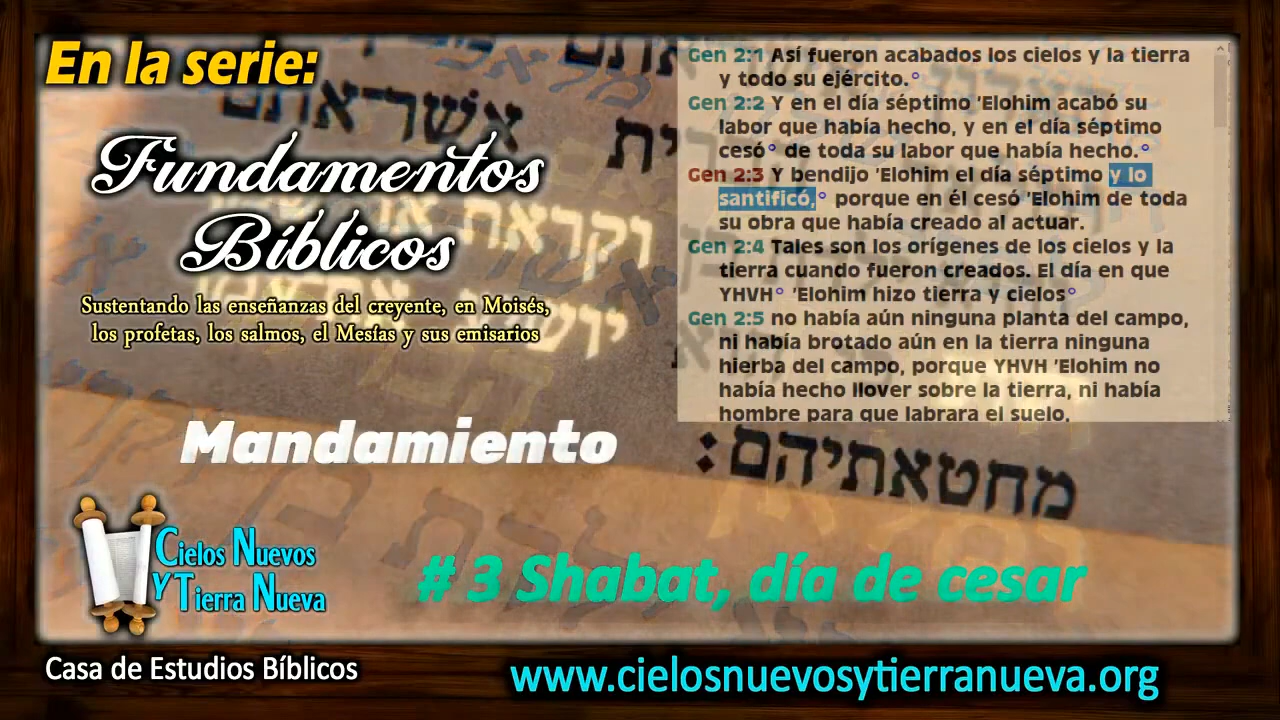 En la serie:
Fundamentos
Bíblicos
Sustentando las enseñanzas del creyente, en Moisés,
los profetas, los salmos, el Mesías y sus emisarios
Gen 2:1 Así fueron acabados los cielos y la tierra
y todo su ejército.°
Gen 2:2 Y en el día séptimo 'Elohim acabó su
labor que había hecho, y en el día séptimo
cesó° de toda su labor que había hecho.°
Gen 2:3 Y bendijo 'Elohim el día séptimo y lo
santificó,° porque en él cesó 'Elohim de toda
su obra que había creado al actuar.
Gen 2:4 Tales son los orígenes de los cielos y la
tierra cuando fueron creados. El día en que
YHVH° 'Elohim hizo tierra y cielos°
Gen 2:5 no había aún ninguna planta del campo,
ni había brotado aún en la tierra ninguna
hierba del campo, porque YHVH 'Elohim no
había hecho llover sobre la tierra, ni había
hombre para que labrara el suelo,
אשר־אתם
וקראת
מחטאתיהם:
Mandamiento
# 3 Shabat, día de cesar
Cielos Nuevos
Y Tierra Nueva
Casa de Estudios Bíblicos
www.cielosnuevosytierranueva.org